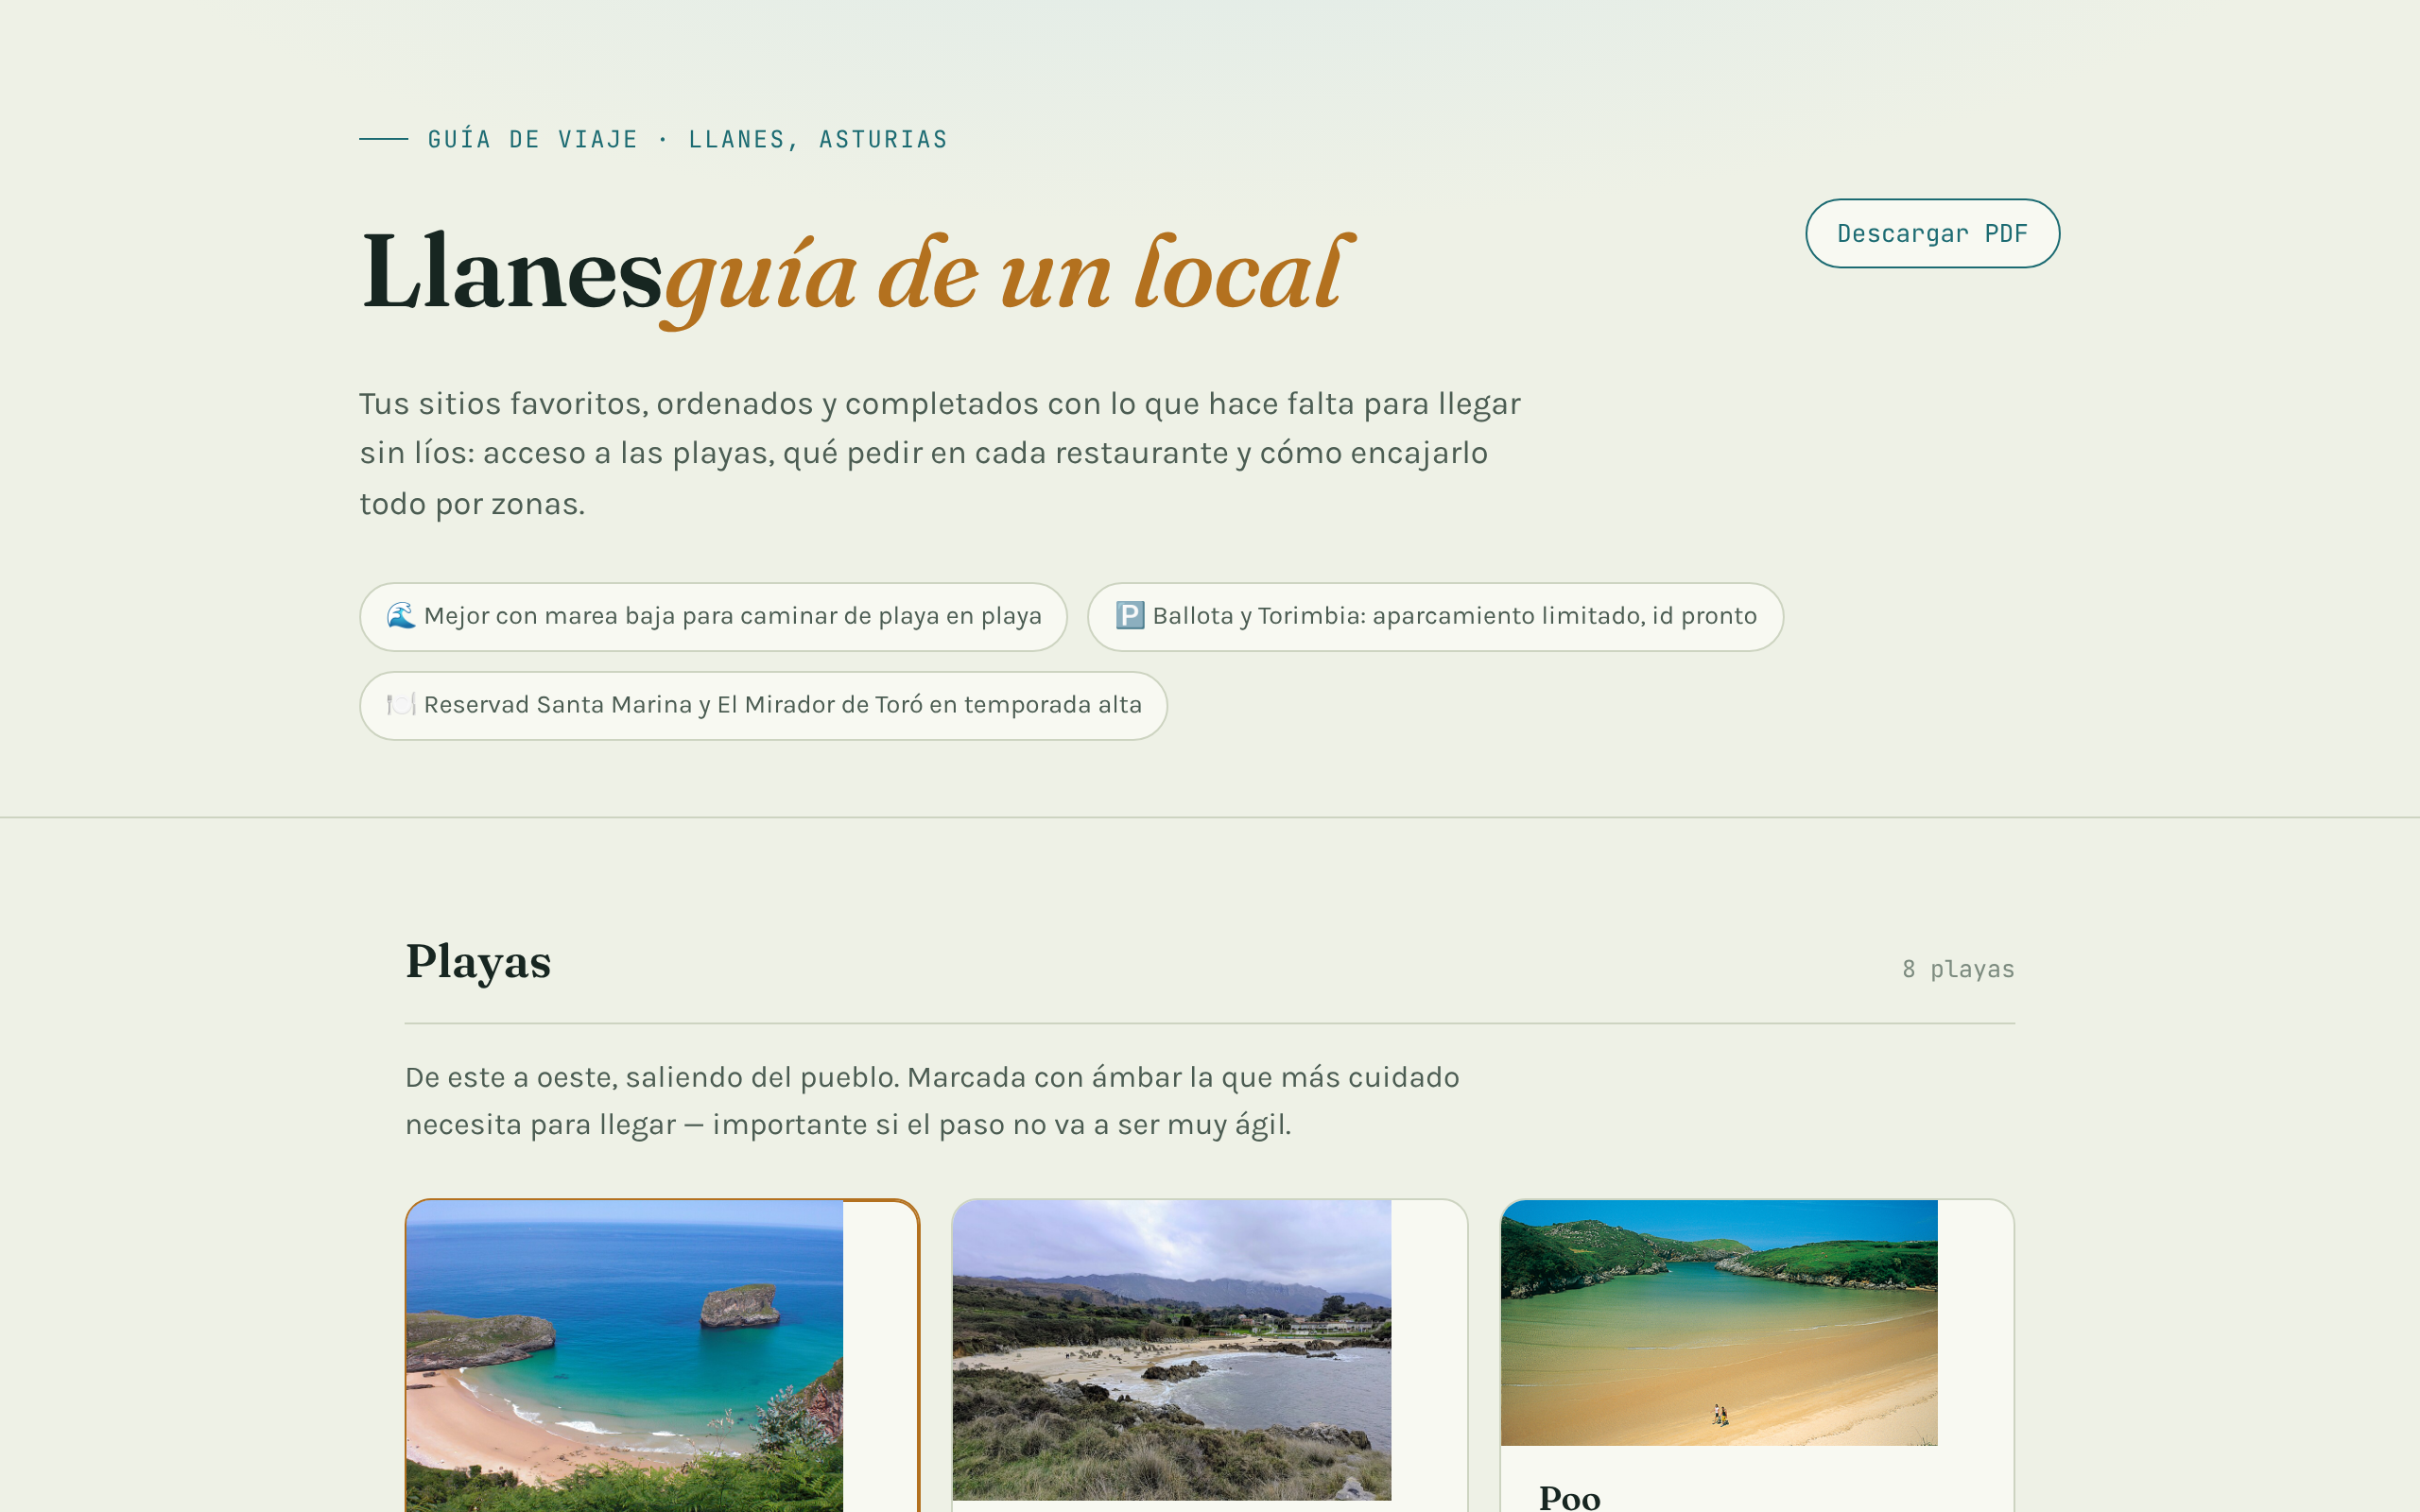 GUÍA DE VIAJE · LLANES, ASTURIAS
Descargar PDF
Llanesguía de un local
Tus sitios favoritos, ordenados y completados con lo que hace falta para llegar
sin líos: acceso a las playas, qué pedir en cada restaurante y cómo encajarlo
todo por zonas.
🌊 Mejor con marea baja para caminar de playa en playa
🅿️ Ballota y Torimbia: aparcamiento limitado, id pronto
🍽️ Reservad Santa Marina y El Mirador de Toró en temporada alta
Playas
8 playas
De este a oeste, saliendo del pueblo. Marcada con ámbar la que más cuidado
necesita para llegar — importante si el paso no va a ser muy ágil.
Poo